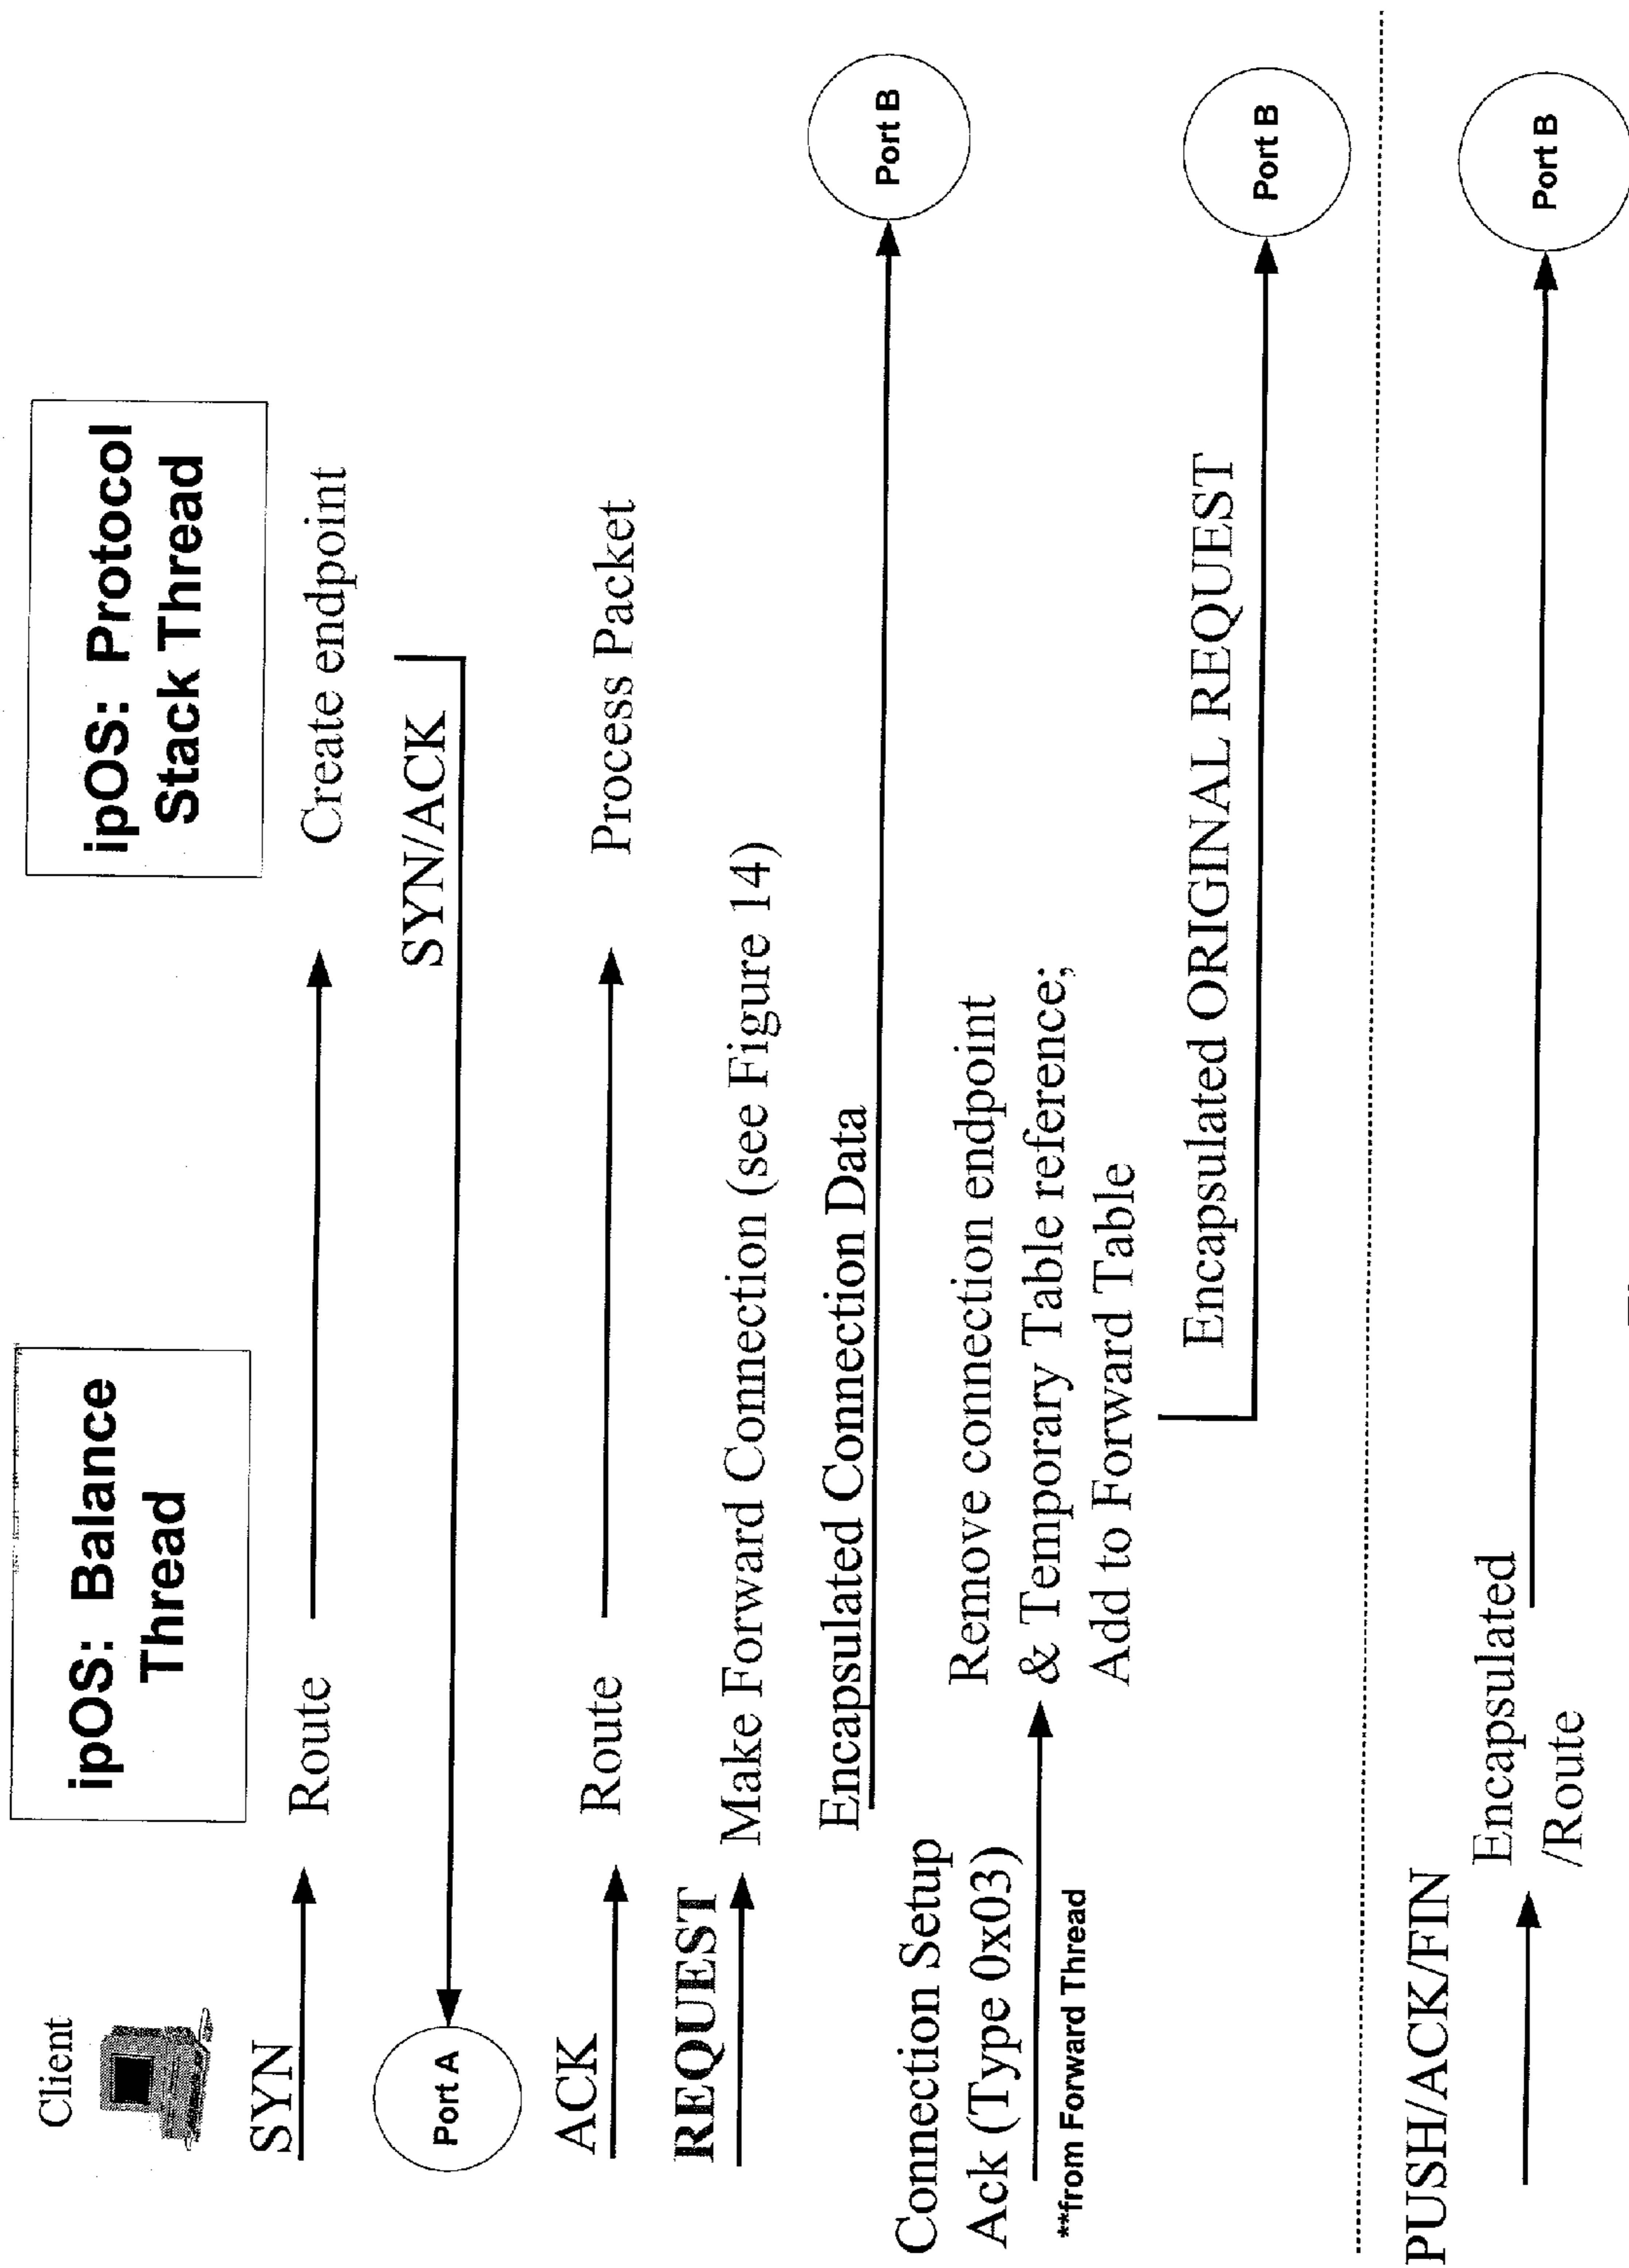 Client
ipOS: Balance
Thread
ipOS: Protocol
Stack Thread
SYN
Route
Create endpoint
SYN/ACK
Port A
ACK
Route
Process Packet
REQUEST
Make Forward Connection (see Figure 14)
Encapsulated Connection Data
Port B
Connection Setup
Ack (Type 0x03)
**from Forward Thread
Remove connection endpoint
& Temporary Table reference;
Add to Forward Table
Encapsulated ORIGINAL REQUEST
Port B
PUSH/ACK/FIN
Encapsulated
/Route
Port B